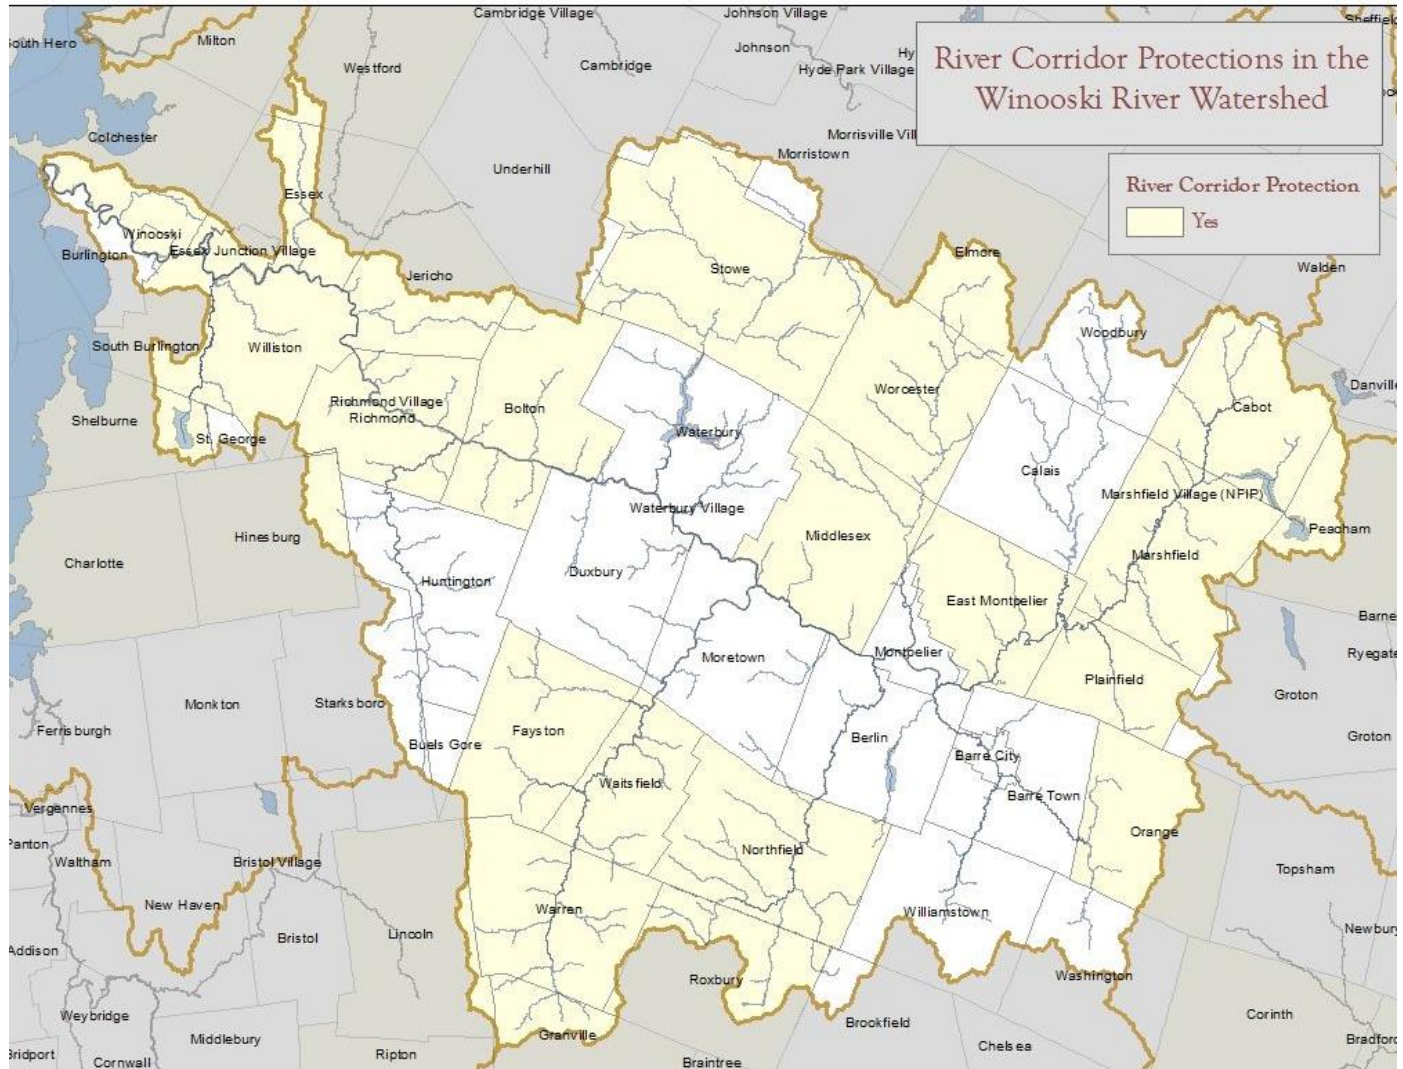 Cambridge Village
Johnson Village
Sheffiel
South Hero
Milton
Johnson
Hy
Westford
Cambridge
Hyde Park Village
River Corridor Protections in the
Winooski River Watershed
Colchester
Morrisville Vill
Morristown
Underhill
River Corridor Protection
Yes
Essex
Winooski
Essex Junction Village
Burlington
Elmore
Jericho
Stowe
Walden
Woodbury
South Burlington
Williston
Danville
Worcester
Richmond Village
Richmond
Bolton
Cabot
Shelburne
St. George
Waterbury
Calais
Marshfield Village (NFIP)
Waterbury Village
Peacham
Hinesburg
Middlesex
Charlotte
Marshfield
Duxbury
Huntington
East Montpelier
Barne
Montpelier
Moretown
Ryegate
Plainfield
Groton
Monkton
Starksboro
Ferrisburgh
Fayston
Berlin
Groton
Buels Gore
Barre City
Waitsfield
Barre Town
Vergennes
Orange
Panton
Waltham
Bristol Village
Northfield
Topsham
New Haven
Warren
Williamstown
Newbury
Bristol
Lincoln
Addison
Roxbury
Washington
Weybridge
Brookfield
Corinth
Granville
Middlebury
Chelsea
Bradford
Bridport
Cornwall
Ripton
Braintree